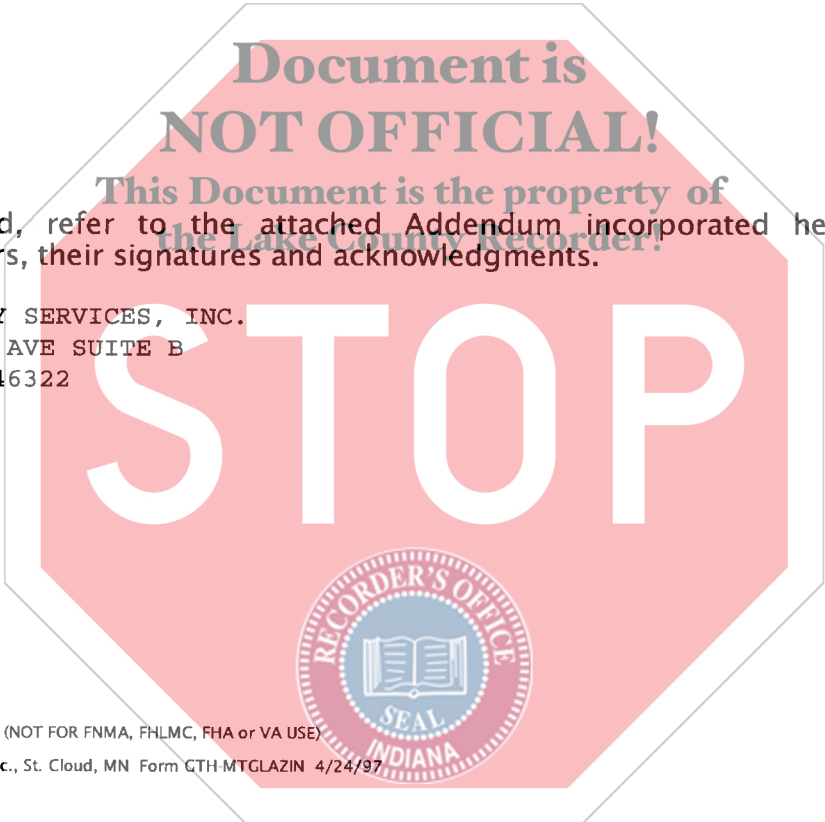 Document is
NOT OFFICIAL!
This Document is the property of
the Lake County Recorder!
d, refer to the attached Addendum incorporated he
rs, their signatures and acknowledgments.
Y SERVICES, INC.
AVE SUITE B
46322
STOP
RECORDER'S OFFICE
SEAL
INDIANA
(NOT FOR FNMA, FHLMC, FHA or VA USE)
c., St. Cloud, MN Form GTH-MTGLAZIN 4/24/97